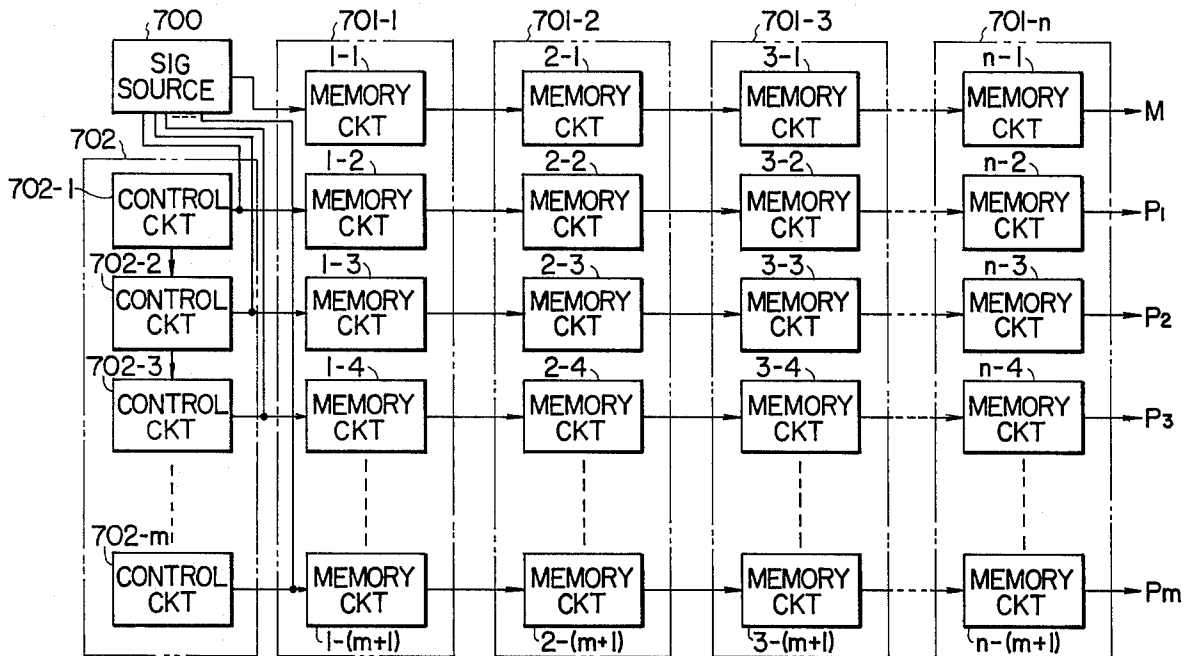 700
701-1
701-2
701-3
701-n
SIG
SOURCE
1-1
MEMORY
CKT
2-1
MEMORY
CKT
3-1
MEMORY
CKT
n-1
MEMORY
CKT
M
702
702-1
CONTROL
CKT
1-2
MEMORY
CKT
2-2
MEMORY
CKT
3-2
MEMORY
CKT
n-2
MEMORY
CKT
P1
702-2
CONTROL
CKT
1-3
MEMORY
CKT
2-3
MEMORY
CKT
3-3
MEMORY
CKT
n-3
MEMORY
CKT
P2
702-3
CONTROL
CKT
1-4
MEMORY
CKT
2-4
MEMORY
CKT
3-4
MEMORY
CKT
n-4
MEMORY
CKT
P3
702-m
CONTROL
CKT
MEMORY
CKT
1-(m+1)
MEMORY
CKT
2-(m+1)
MEMORY
CKT
3-(m+1)
MEMORY
CKT
n-(m+1)
Pm